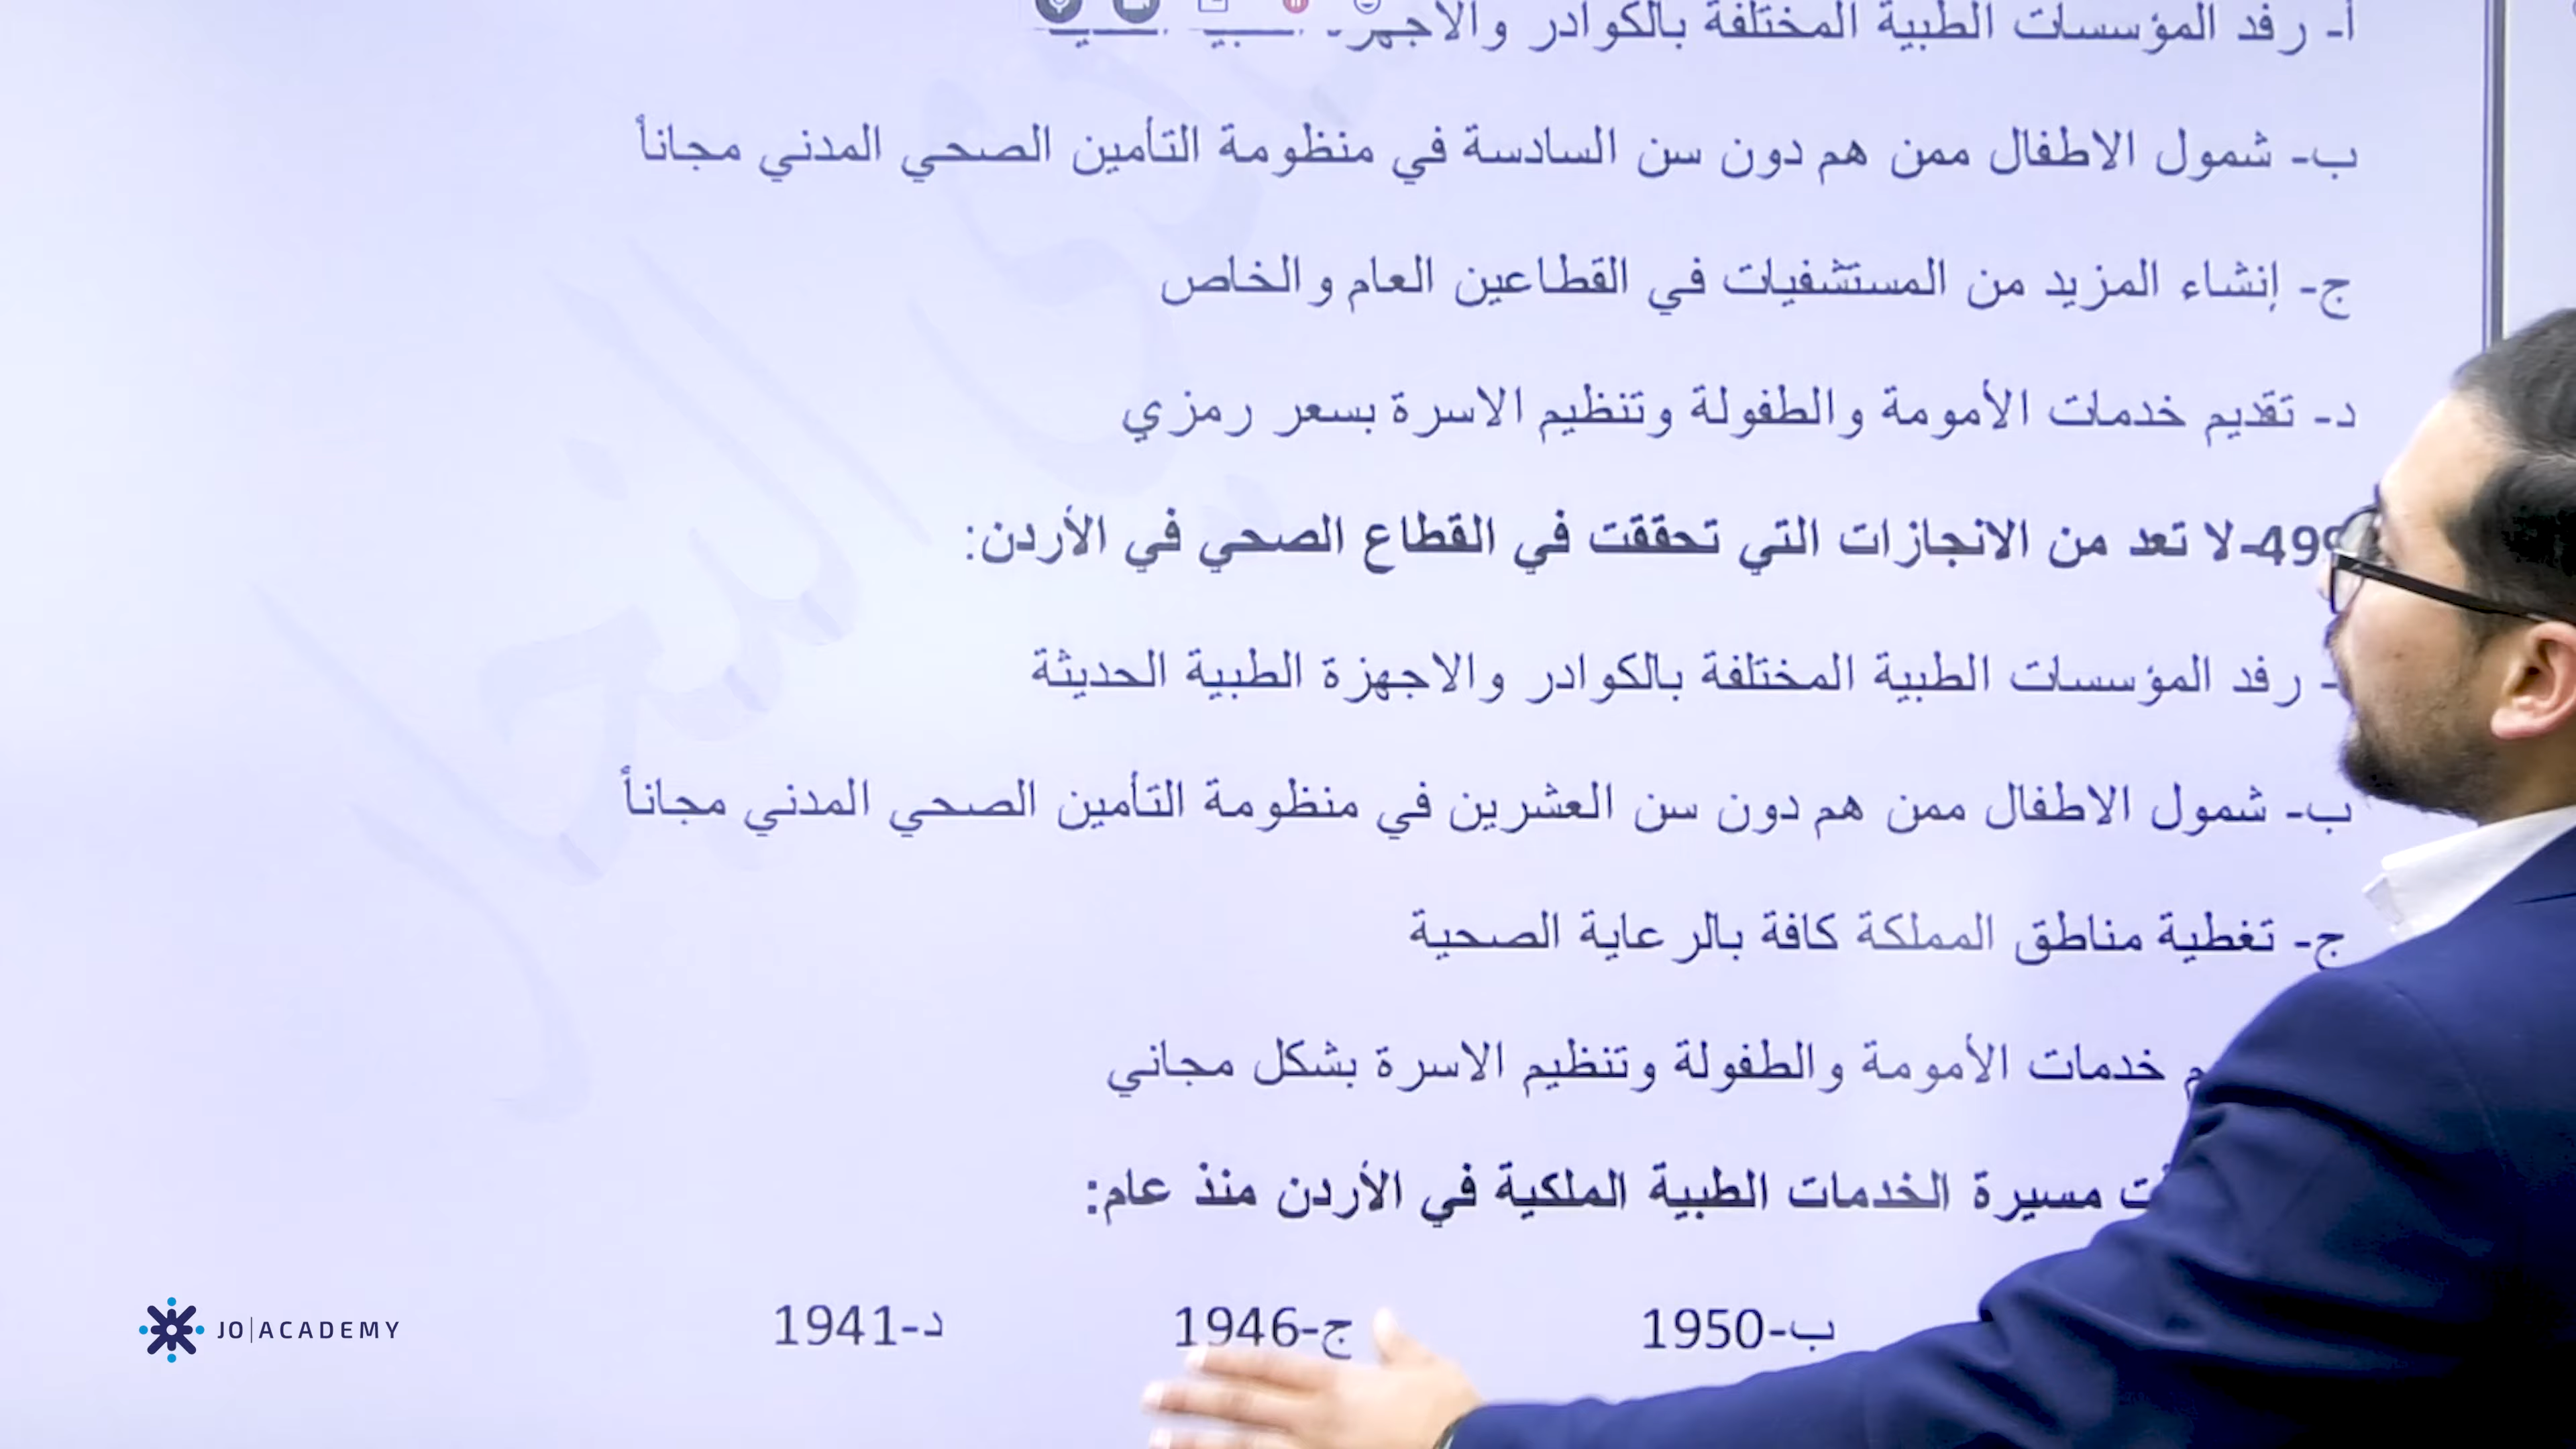 أ- رفد المؤسسات الطبية المختلفة بالكوادر والاجهزة
ب- شمول الاطفال ممن هم دون سن السادسة في منظومة التأمين الصحي المدني مجاناً
ج- إنشاء المزيد من المستشفيات في القطاعين العام والخاص
د- تقديم خدمات الأمومة والطفولة وتنظيم الاسرة بسعر رمزي
499-لا تعد من الانجازات التي تحققت في القطاع الصحي في الأردن:
- رفد المؤسسات الطبية المختلفة بالكوادر والاجهزة الطبية الحديثة
ب- شمول الاطفال ممن هم دون سن العشرين في منظومة التأمين الصحي المدني مجاناً
ج- تغطية مناطق المملكة كافة بالرعاية الصحية
خدمات الأمومة والطفولة وتنظيم الاسرة بشكل مجاني
مسيرة الخدمات الطبية الملكية في الأردن منذ عام:
ب-1950 ج-1946 د-1941
JO|ACADEMY